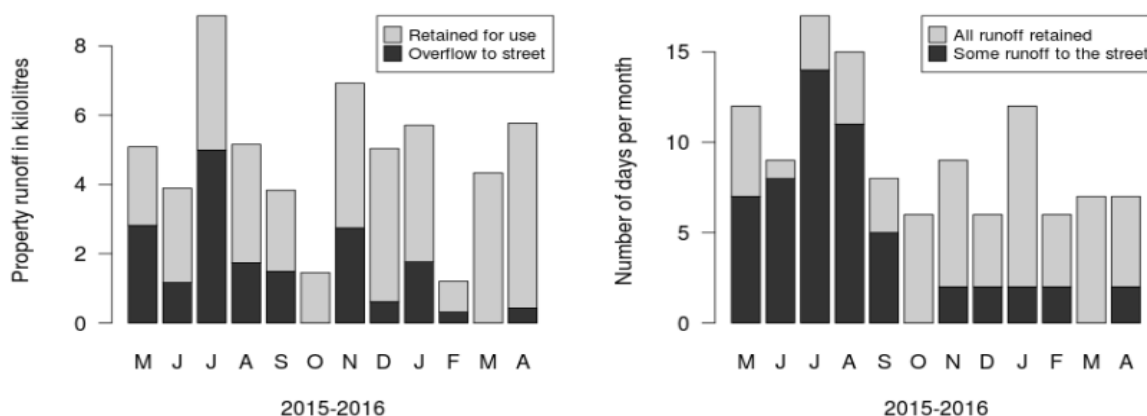 Property runoff in kilolitres
8
6
4
2
0
Retained for use
Overflow to street
M J J A S O N D J F M A
2015-2016
Number of days per month
15
10
5
0
All runoff retained
Some runoff to the street
M J J A S O N D J F M A
2015-2016